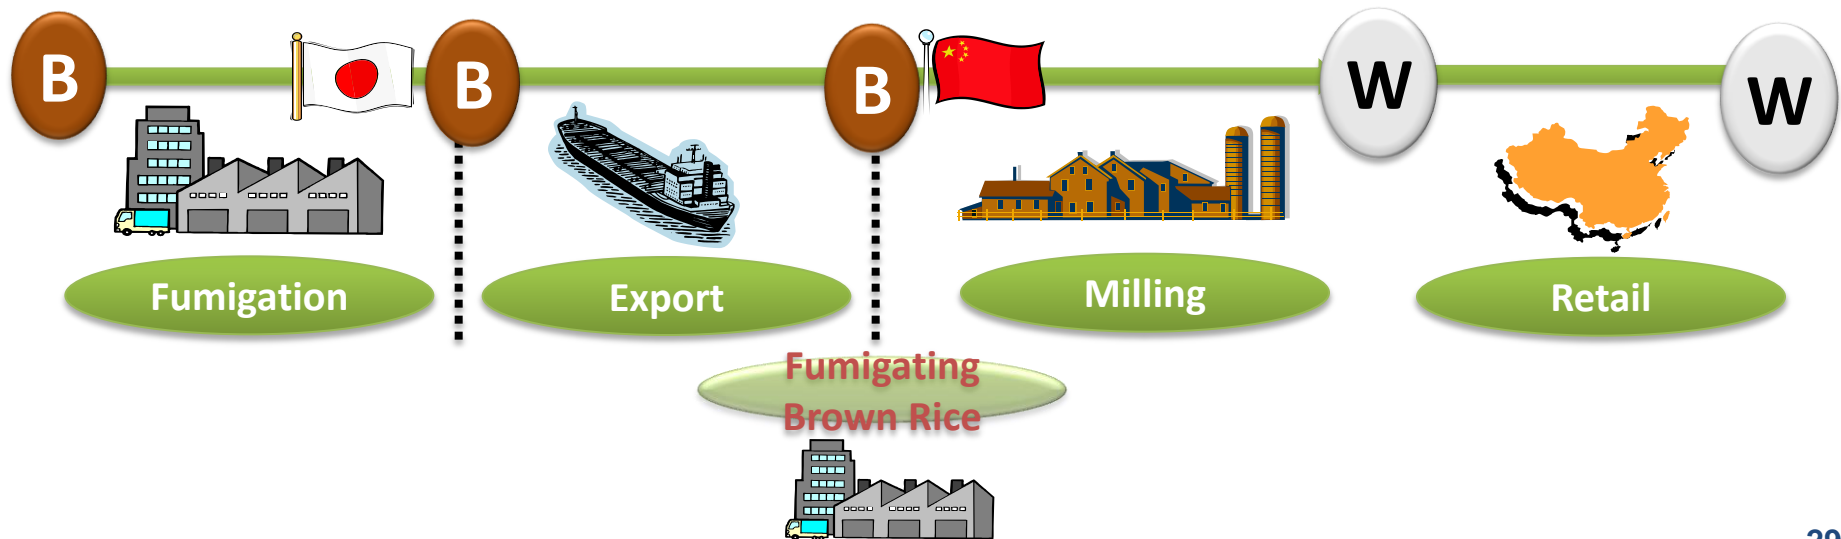 B
B
B
W
W
Fumigation
Export
Milling
Retail
Fumigating
Brown Rice